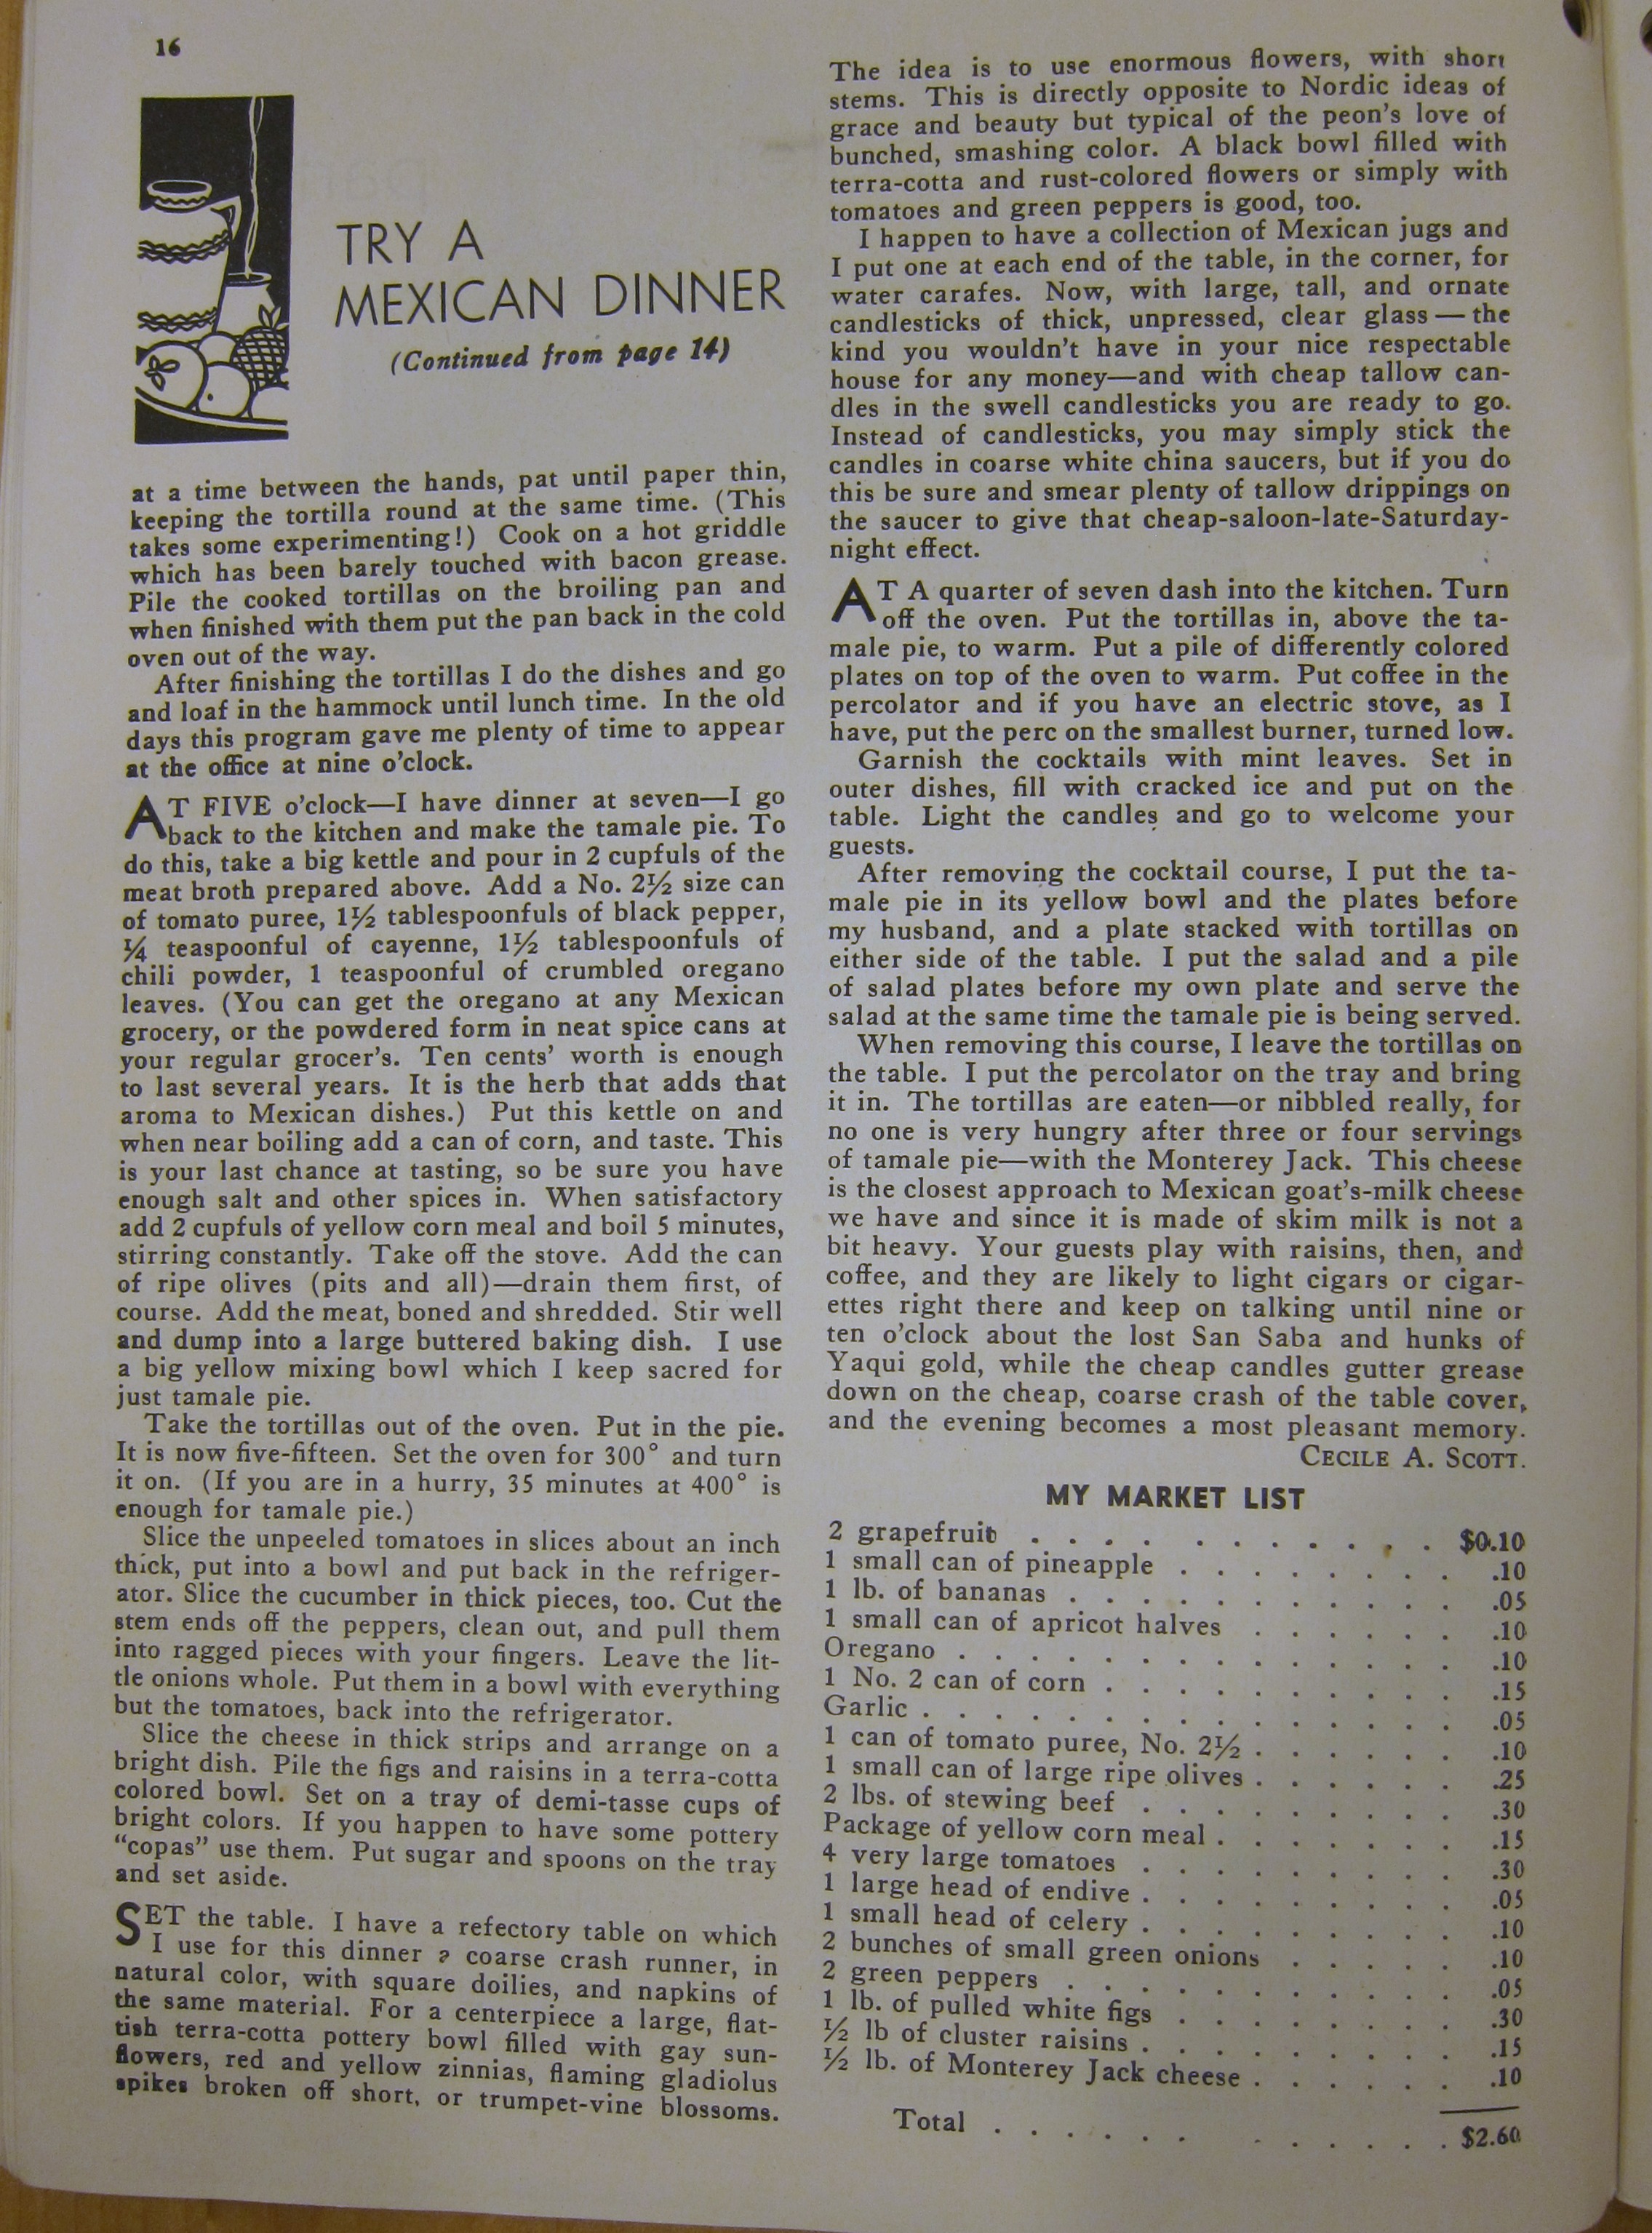 16
TRY A
MEXICAN DINNER
(Continued from page 14)
at a time between the hands, pat until paper thin,
keeping the tortilla round at the same time. (This
takes some experimenting!) Cook on a hot griddle
which has been barely touched with bacon grease.
Pile the cooked tortillas on the broiling pan and
when finished with them put the pan back in the cold
oven out of the way.
After finishing the tortillas I do the dishes and go
and loaf in the hammock until lunch time. In the old
days this program gave me plenty of time to appear
at the office at nine o'clock.
AT FIVE o'clock—I have dinner at seven—I go
back to the kitchen and make the tamale pie. To
do this, take a big kettle and pour in 2 cupfuls of the
meat broth prepared above. Add a No. 2½ size can
of tomato puree, 1½ tablespoonfuls of black pepper,
¼ teaspoonful of cayenne, 1½ tablespoonfuls of
chili powder, 1 teaspoonful of crumbled oregano
leaves. (You can get the oregano at any Mexican
grocery, or the powdered form in neat spice cans at
your regular grocer's. Ten cents' worth is enough
to last several years. It is the herb that adds that
aroma to Mexican dishes.) Put this kettle on and
when near boiling add a can of corn, and taste. This
is your last chance at tasting, so be sure you have
enough salt and other spices in. When satisfactory
add 2 cupfuls of yellow corn meal and boil 5 minutes,
stirring constantly. Take off the stove. Add the can
of ripe olives (pits and all)—drain them first, of
course. Add the meat, boned and shredded. Stir well
and dump into a large buttered baking dish. I use
a big yellow mixing bowl which I keep sacred for
just tamale pie.
Take the tortillas out of the oven. Put in the pie.
It is now five-fifteen. Set the oven for 300° and turn
it on. (If you are in a hurry, 35 minutes at 400° is
enough for tamale pie.)
Slice the unpeeled tomatoes in slices about an inch
thick, put into a bowl and put back in the refriger-
ator. Slice the cucumber in thick pieces, too. Cut the
stem ends off the peppers, clean out, and pull them
into ragged pieces with your fingers. Leave the lit-
tle onions whole. Put them in a bowl with everything
but the tomatoes, back into the refrigerator.
Slice the cheese in thick strips and arrange on a
bright dish. Pile the figs and raisins in a terra-cotta
colored bowl. Set on a tray of demi-tasse cups of
bright colors. If you happen to have some pottery
"copas" use them. Put sugar and spoons on the tray
and set aside.
SET the table. I have a refectory table on which
I use for this dinner a coarse crash runner, in
natural color, with square doilies, and napkins of
the same material. For a centerpiece a large, flat-
tish terra-cotta pottery bowl filled with gay sun-
flowers, red and yellow zinnias, flaming gladiolus
spikes broken off short, or trumpet-vine blossoms.
The idea is to use enormous flowers, with short
stems. This is directly opposite to Nordic ideas of
grace and beauty but typical of the peon's love of
bunched, smashing color. A black bowl filled with
terra-cotta and rust-colored flowers or simply with
tomatoes and green peppers is good, too.
I happen to have a collection of Mexican jugs and
I put one at each end of the table, in the corner, for
water carafes. Now, with large, tall, and ornate
candlesticks of thick, unpressed, clear glass—the
kind you wouldn't have in your nice respectable
house for any money—and with cheap tallow can-
dles in the swell candlesticks you are ready to go.
Instead of candlesticks, you may simply stick the
candles in coarse white china saucers, but if you do
this be sure and smear plenty of tallow drippings on
the saucer to give that cheap-saloon-late-Saturday-
night effect.
AT A quarter of seven dash into the kitchen. Turn
off the oven. Put the tortillas in, above the ta-
male pie, to warm. Put a pile of differently colored
plates on top of the oven to warm. Put coffee in the
percolator and if you have an electric stove, as I
have, put the perc on the smallest burner, turned low.
Garnish the cocktails with mint leaves. Set in
outer dishes, fill with cracked ice and put on the
table. Light the candles and go to welcome your
guests.
After removing the cocktail course, I put the ta-
male pie in its yellow bowl and the plates before
my husband, and a plate stacked with tortillas on
either side of the table. I put the salad and a pile
of salad plates before my own plate and serve the
salad at the same time the tamale pie is being served.
When removing this course, I leave the tortillas on
the table. I put the percolator on the tray and bring
it in. The tortillas are eaten—or nibbled really, for
no one is very hungry after three or four servings
of tamale pie—with the Monterey Jack. This cheese
is the closest approach to Mexican goat's-milk cheese
we have and since it is made of skim milk is not a
bit heavy. Your guests play with raisins, then, and
coffee, and they are likely to light cigars or cigar-
ettes right there and keep on talking until nine or
ten o'clock about the lost San Saba and hunks of
Yaqui gold, while the cheap candles gutter grease
down on the cheap, coarse crash of the table cover,
and the evening becomes a most pleasant memory.
CECILE A. SCOTT.
MY MARKET LIST
2 grapefruit . . . . . . . . . . . $0.10
1 small can of pineapple . . . . . . . . .10
1 lb. of bananas . . . . . . . . . . . .05
1 small can of apricot halves . . . . . . .10
Oregano . . . . . . . . . . . . . .10
1 No. 2 can of corn . . . . . . . . . . .15
Garlic . . . . . . . . . . . . . . .05
1 can of tomato puree, No. 2½ . . . . . . .10
1 small can of large ripe olives . . . . . . .25
2 lbs. of stewing beef . . . . . . . . . .30
Package of yellow corn meal . . . . . . . .15
4 very large tomatoes . . . . . . . . . .30
1 large head of endive . . . . . . . . . .05
1 small head of celery . . . . . . . . . .10
2 bunches of small green onions . . . . . .10
2 green peppers . . . . . . . . . . . .05
1 lb. of pulled white figs . . . . . . . . .30
½ lb of cluster raisins . . . . . . . . . .15
½ lb. of Monterey Jack cheese . . . . . . .10
Total . . . . . . . . . . . . $2.60